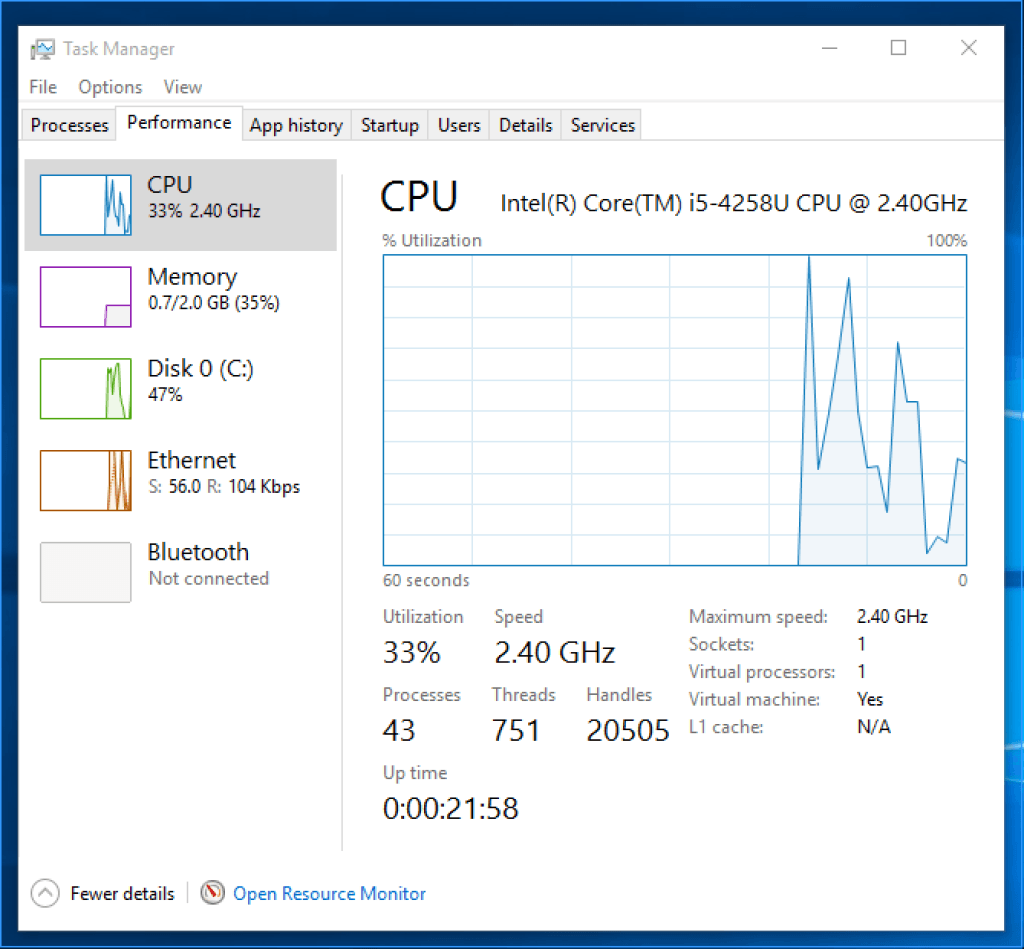 Task Manager
File Options View
Processes Performance App history Startup Users Details Services
CPU
33% 2.40 GHz
Memory
0.7/2.0 GB (35%)
Disk 0 (C:)
47%
Ethernet
S: 56.0 R: 104 Kbps
Bluetooth
Not connected
CPU Intel(R) Core(TM) i5-4258U CPU @ 2.40GHz
% Utilization 100%
60 seconds 0
Utilization Speed
33% 2.40 GHz
Processes Threads Handles
43 751 20505
Up time
0:00:21:58
Maximum speed: 2.40 GHz
Sockets: 1
Virtual processors: 1
Virtual machine: Yes
L1 cache: N/A
Fewer details Open Resource Monitor